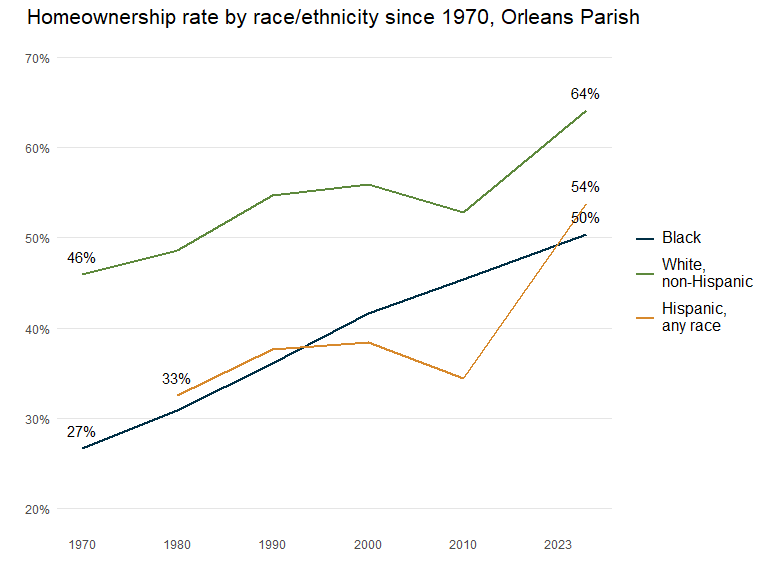 Homeownership rate by race/ethnicity since 1970, Orleans Parish
70%
64%
60%
54%
50%
50%
46%
40%
33%
30%
27%
20%
1970 1980 1990 2000 2010 2023
Black
White,
non-Hispanic
Hispanic,
any race